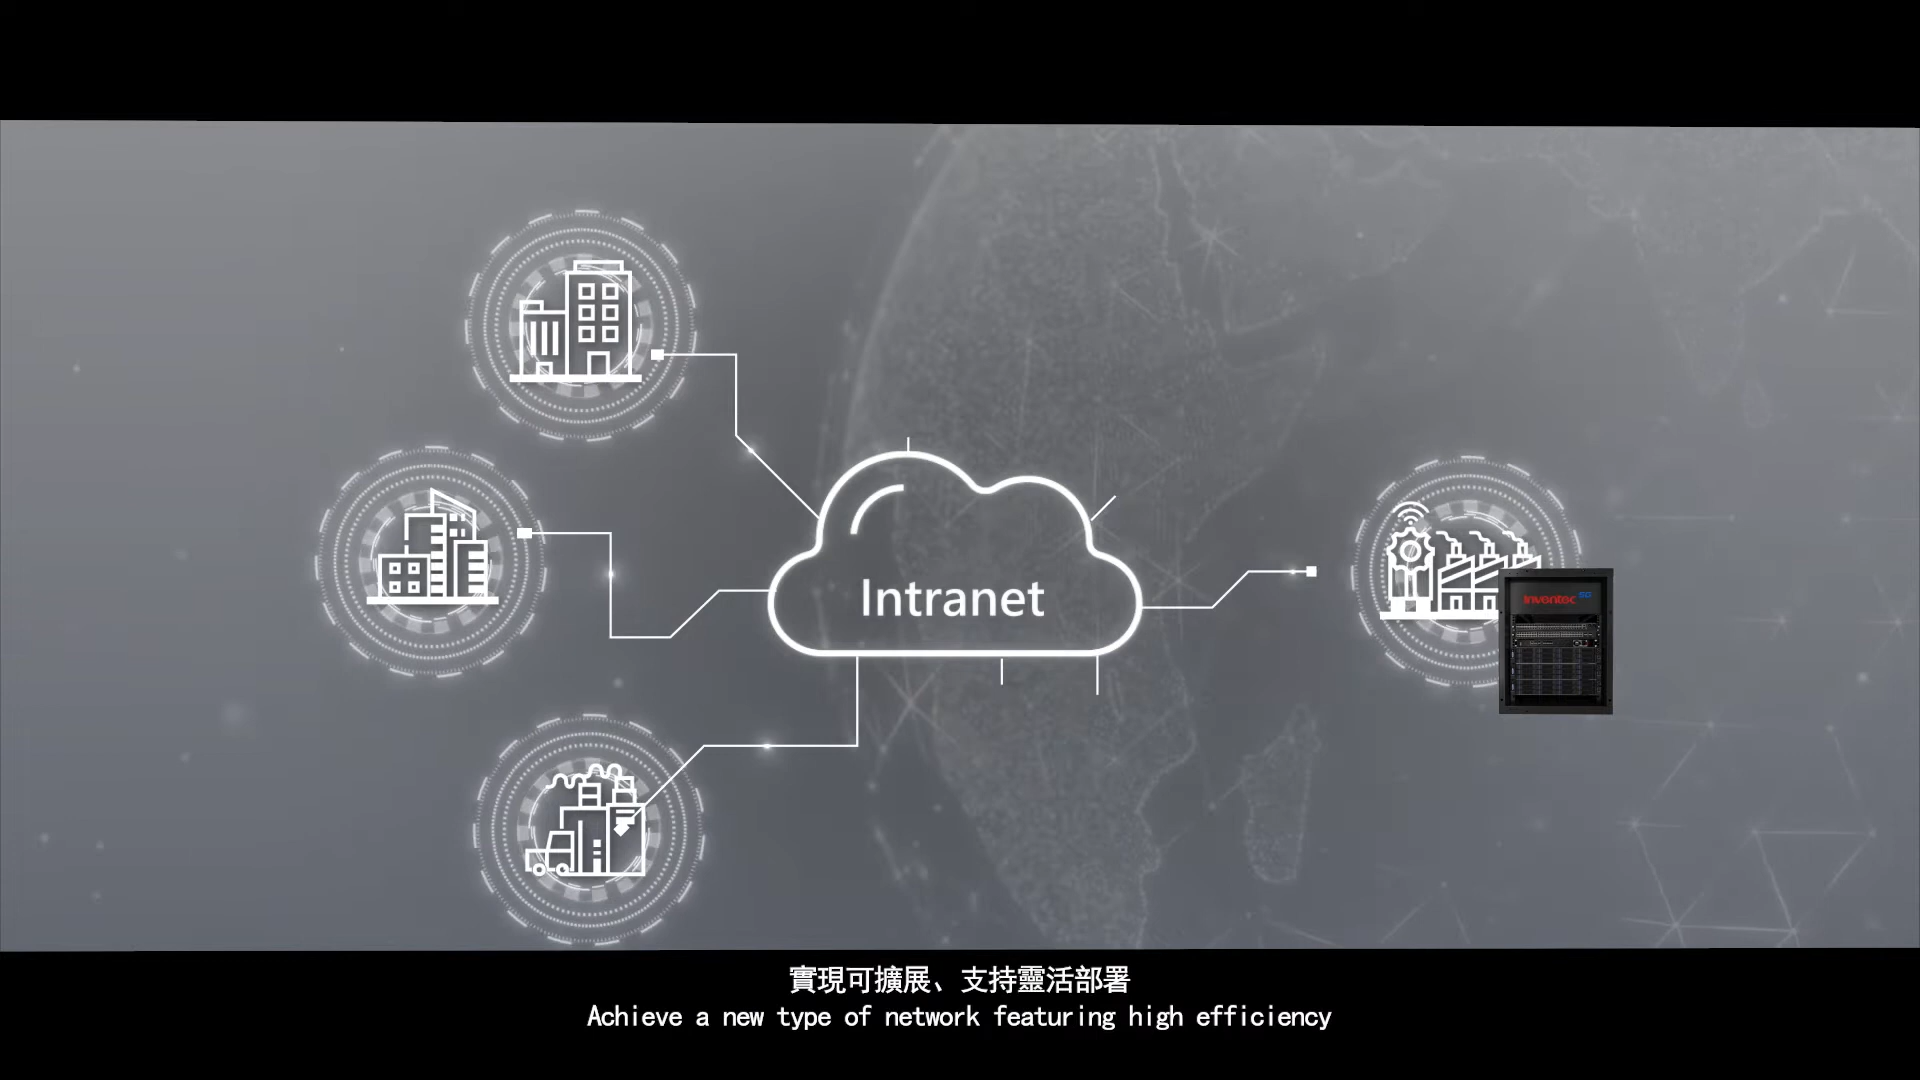 Intranet
inventec 5G
實現可擴展、支持靈活部署
Achieve a new type of network featuring high efficiency